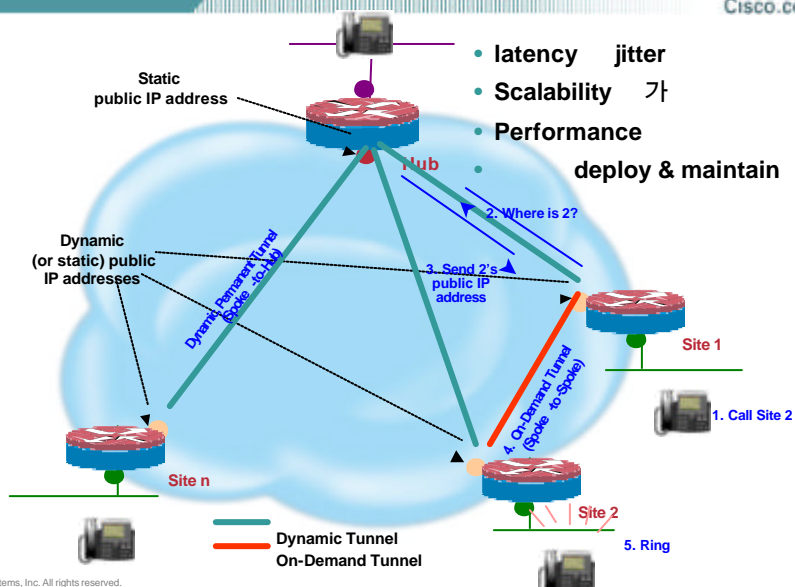 Cisco.co
• latency jitter
• Scalability 가
• Performance
• deploy & maintain
Static
public IP address
Hub
2. Where is 2?
Dynamic
(or static) public
IP addresses
Dynamic Permanent Tunnel
(Spoke -to-Hub)
3. Send 2's
public IP
address
Site 1
1. Call Site 2
4. On-Demand Tunnel
(Spoke -to-Spoke)
Site n
Site 2
5. Ring
Dynamic Tunnel
On-Demand Tunnel
tems, Inc. All rights reserved.